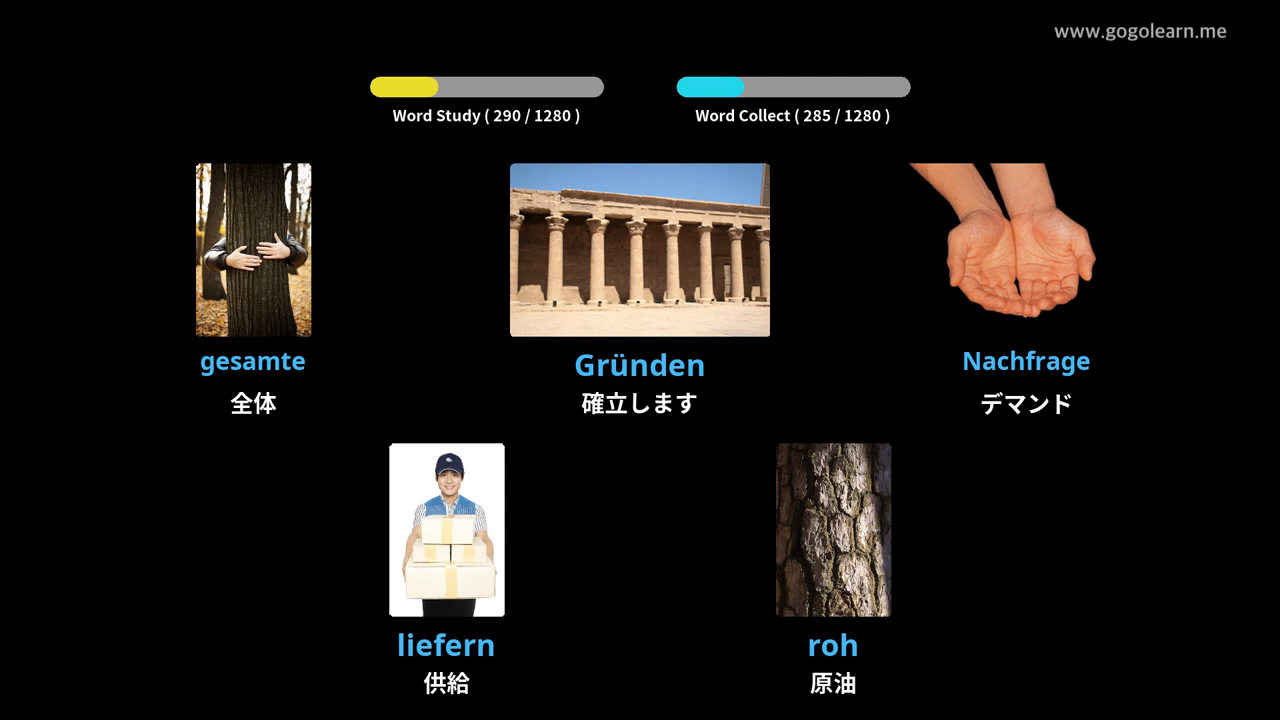 www.gogolearn.me
Word Study ( 290 / 1280 )
Word Collect ( 285 / 1280 )
gesamte
全体
Gründen
確立します
Nachfrage
デマンド
liefern
供給
roh
原油